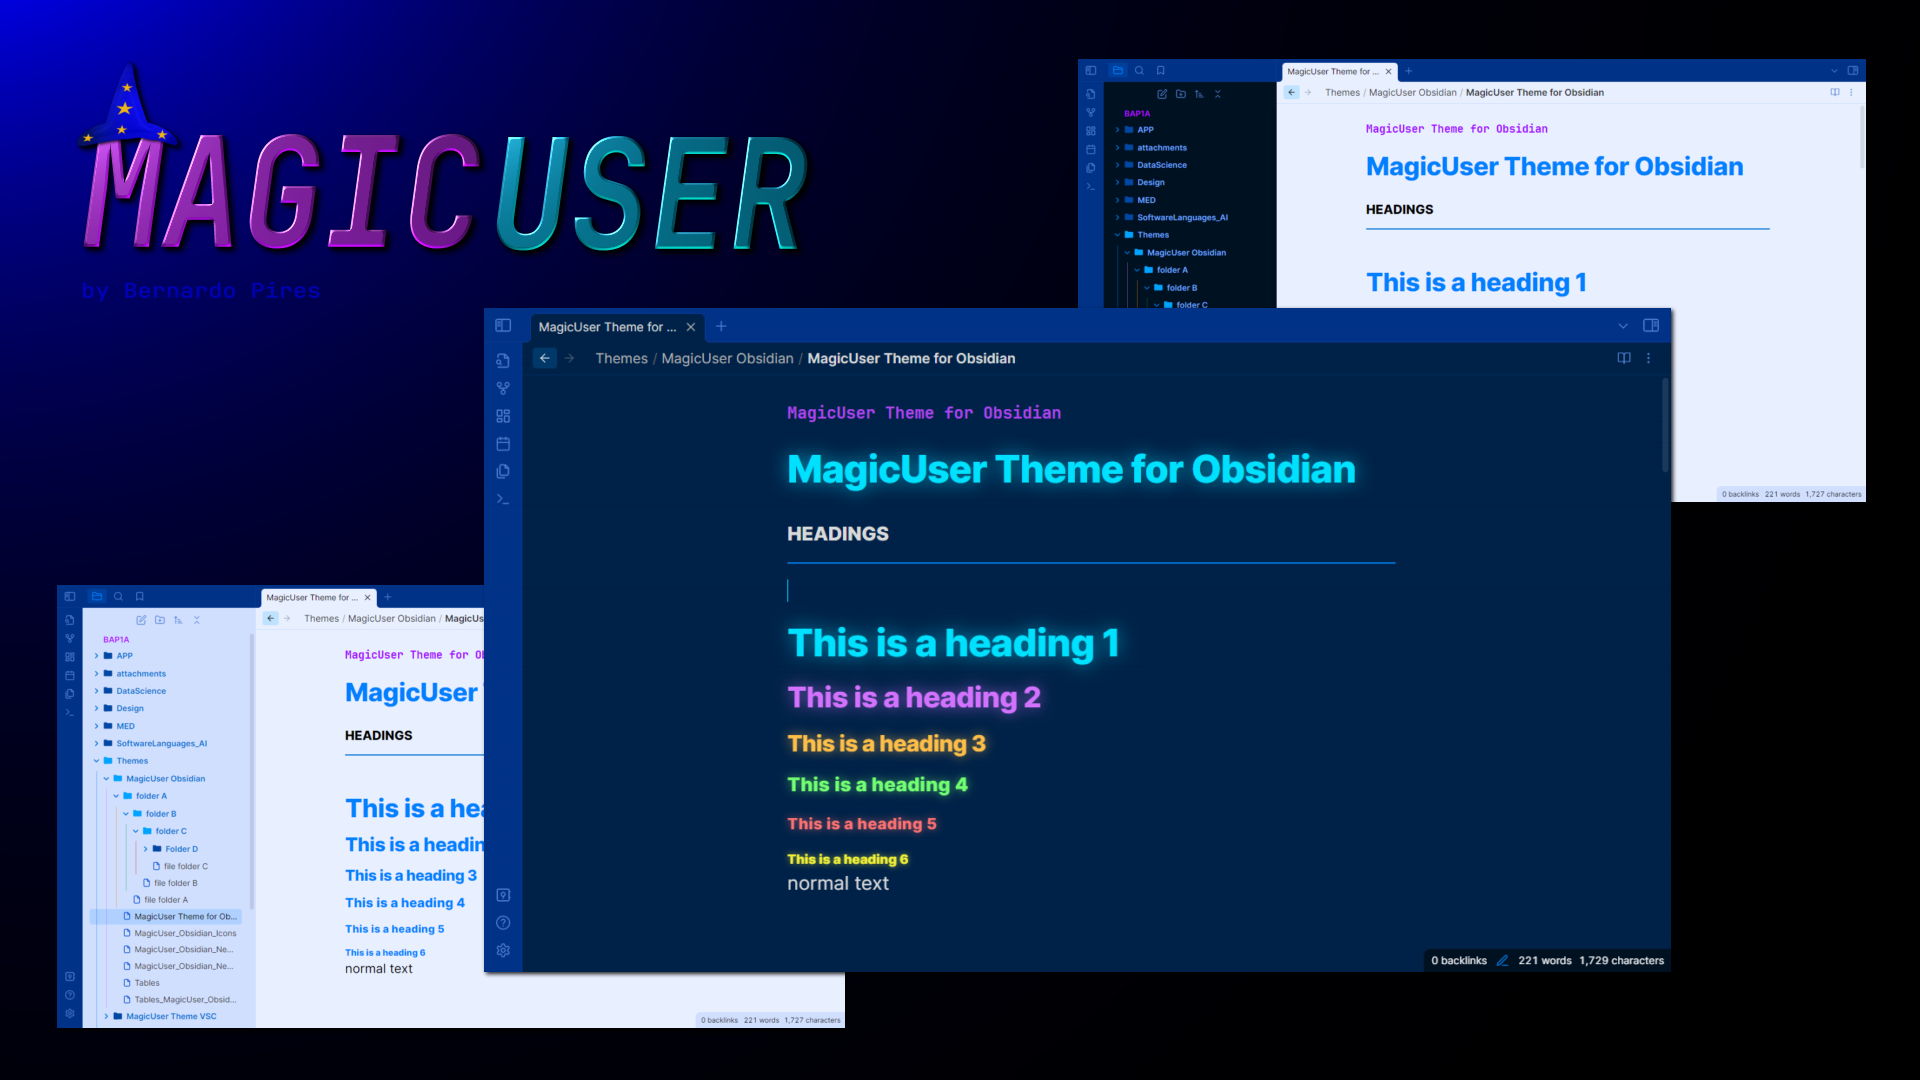 MAGICUSER
by Bernardo Pires
MagicUser Theme for ...
Themes / MagicUser Obsidian / MagicUser Theme for Obsidian
BAP1A
APP
attachments
DataScience
Design
MED
SoftwareLanguages_AI
Themes
MagicUser Obsidian
folder A
folder B
folder C
MagicUser Theme for Obsidian
MagicUser Theme for Obsidian
HEADINGS
This is a heading 1
0 backlinks 221 words 1,727 characters
MagicUser Theme for ...
Themes / MagicUser Obsidian / MagicUser Theme for Obsidian
MagicUser Theme for Obsidian
MagicUser Theme for Obsidian
HEADINGS
This is a heading 1
This is a heading 2
This is a heading 3
This is a heading 4
This is a heading 5
This is a heading 6
normal text
0 backlinks 221 words 1,729 characters
MagicUser Theme for ...
Themes / MagicUser Obsidian / MagicUs
BAP1A
APP
attachments
DataScience
Design
MED
SoftwareLanguages_AI
Themes
MagicUser Obsidian
folder A
folder B
folder C
Folder D
file folder C
file folder B
file folder A
MagicUser Theme for Ob...
MagicUser_Obsidian_Icons
MagicUser_Obsidian_Ne...
MagicUser_Obsidian_Ne...
Tables
Tables_MagicUser_Obsid...
MagicUser Theme VSC
MagicUser Theme for Ob
MagicUser
HEADINGS
This is a hea
This is a headin
This is a heading 3
This is a heading 4
This is a heading 5
This is a heading 6
normal text
0 backlinks 221 words 1,727 characters